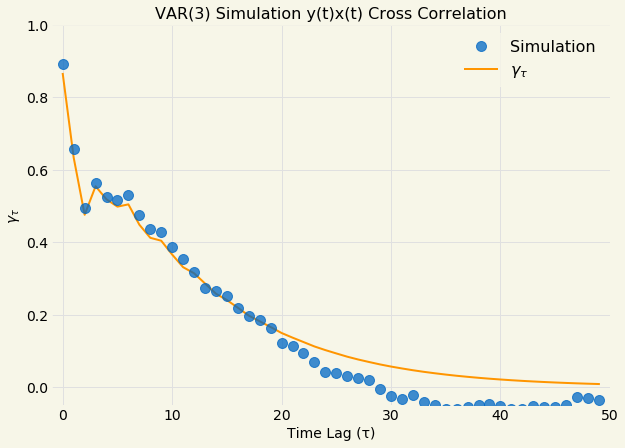 VAR(3) Simulation y(t)x(t) Cross Correlation
Simulation
γτ
1.0
0.8
0.6
0.4
0.2
0.0
γτ
0
10
20
30
40
50
Time Lag (τ)